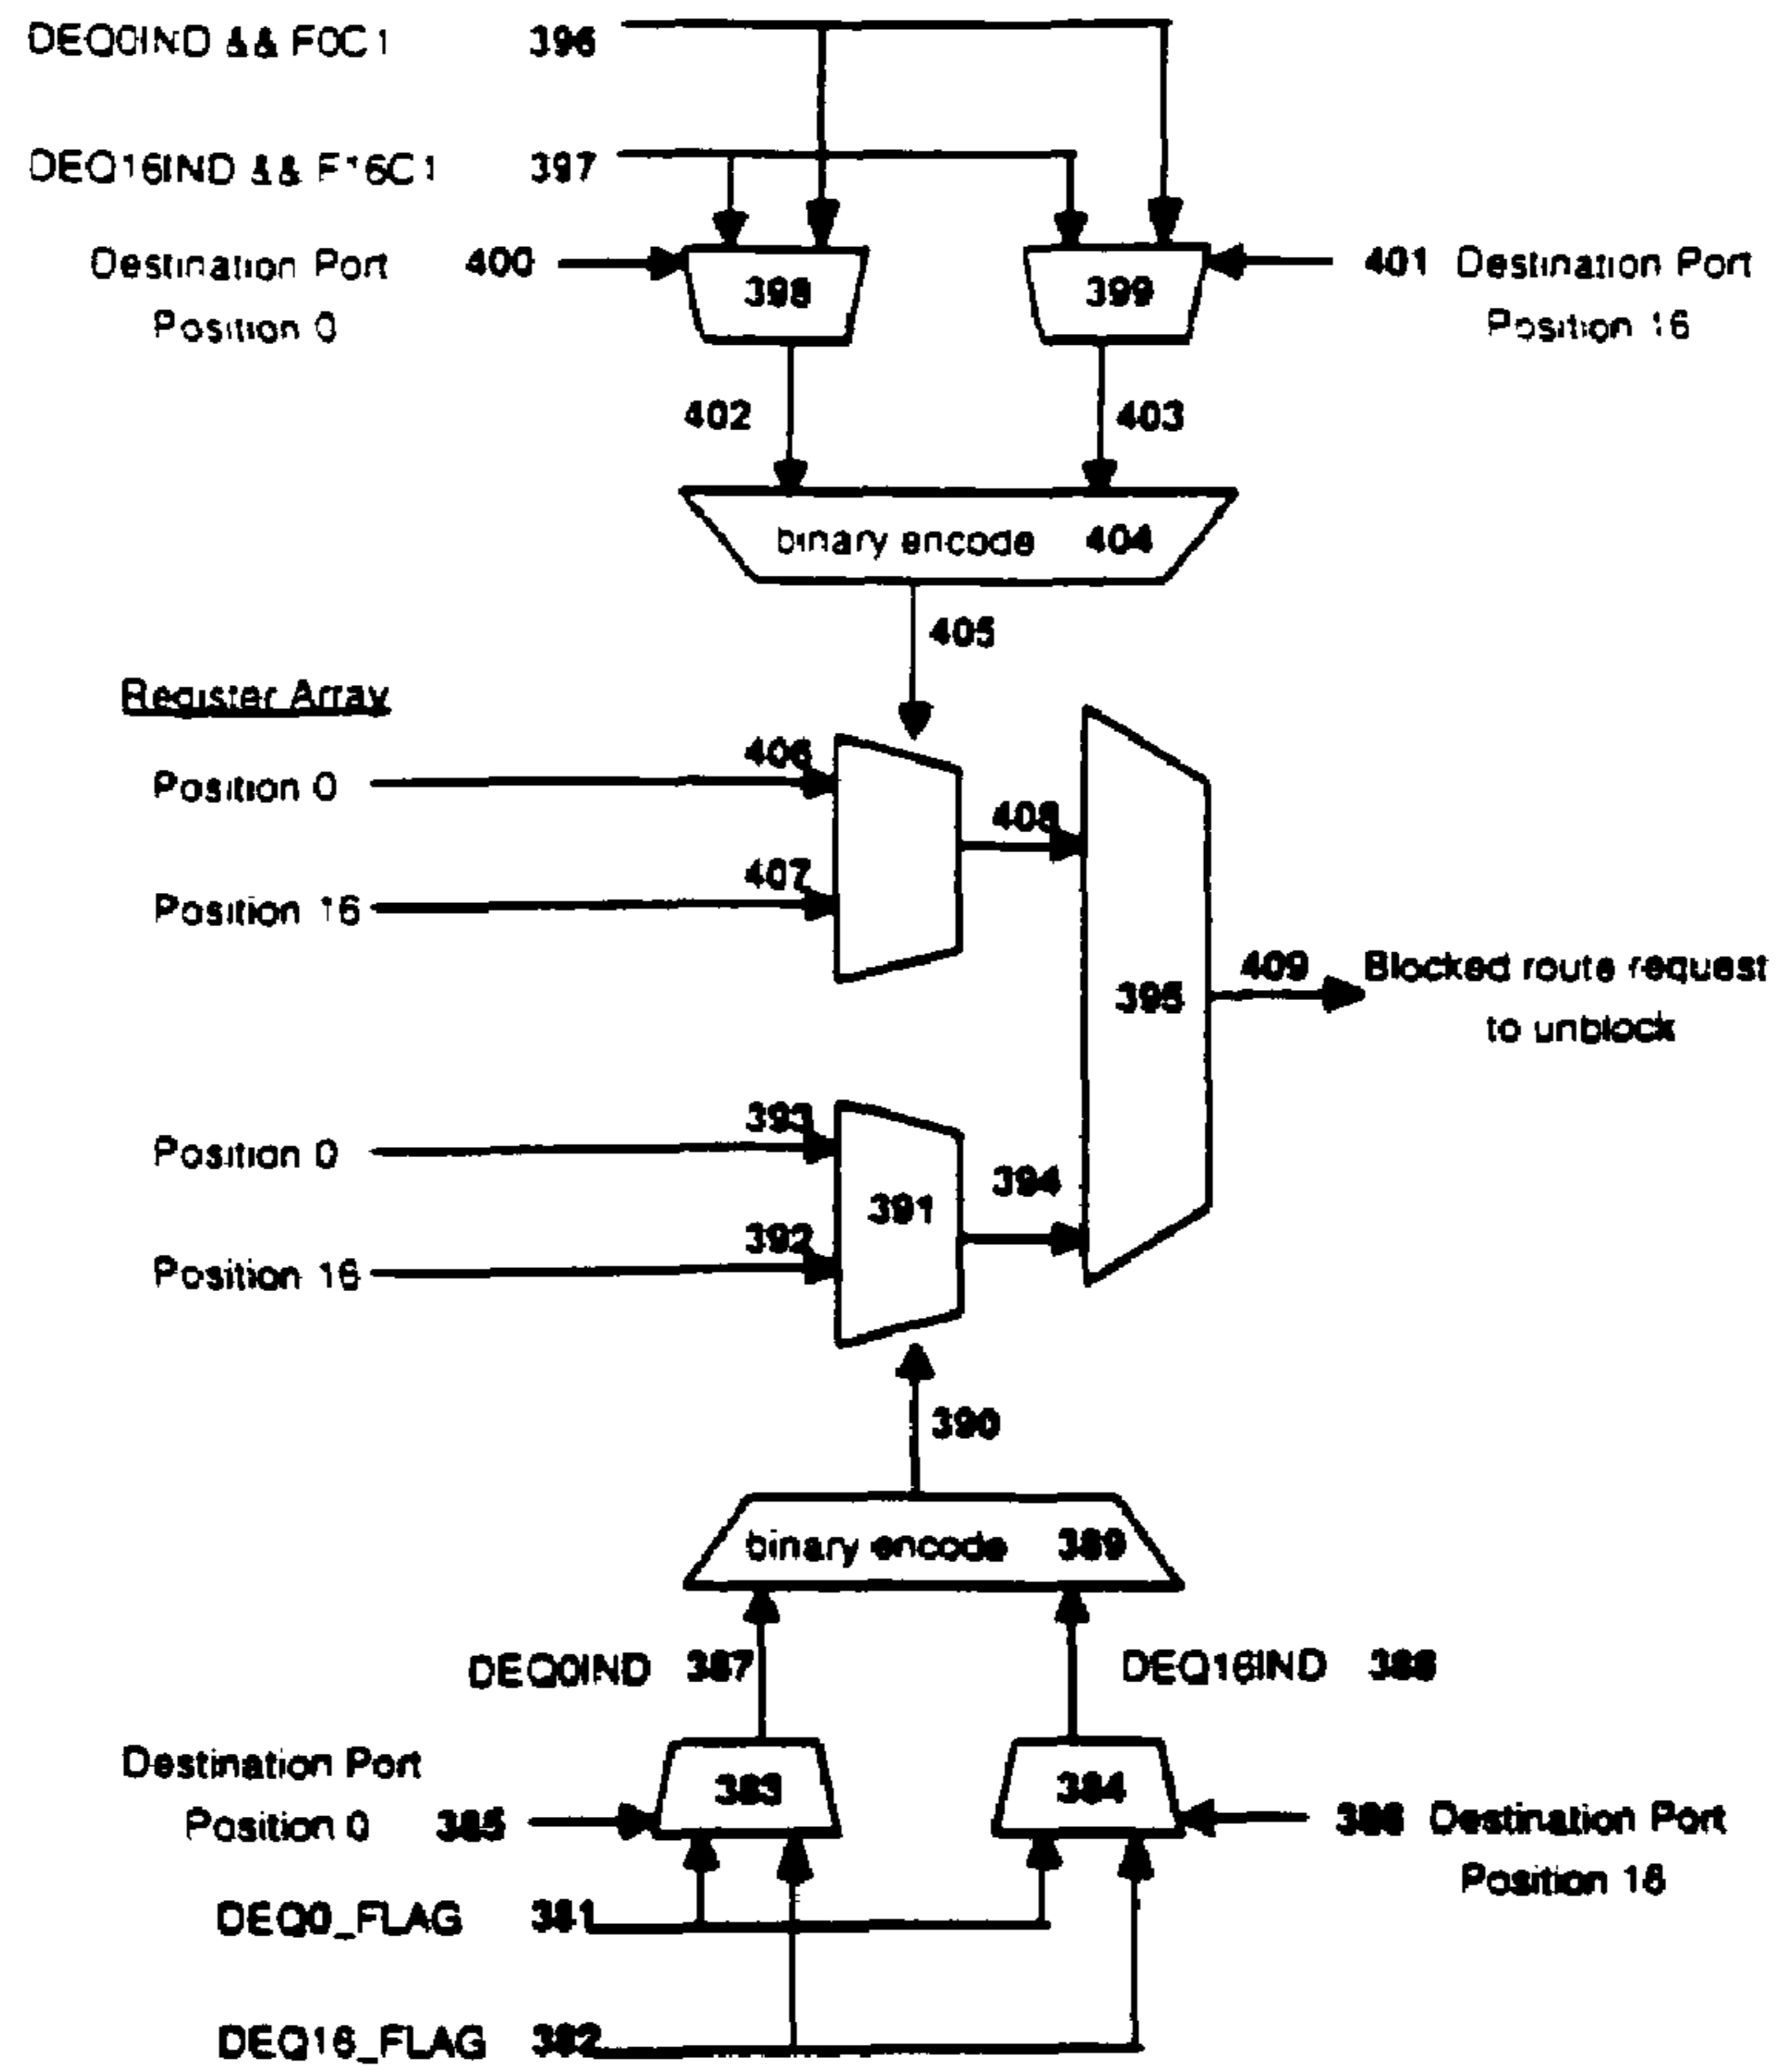 DEQ0IND && F0C1 396
DEQ16IND && F16C1 397
Destination Port 400 398 399 401 Destination Port
Position 0 Position 16
402 403
binary encode 404
405
Register Array
406
Position 0
408
407
Position 16
409 Blocked route request
395
to unblock
393
Position 0
394
391
392
Position 16
390
binary encode 389
DEQ0IND 387 DEQ16IND 388
Destination Port 383 384
Position 0 385 386 Destination Port
Position 16
DEQ0_FLAG 381
DEQ16_FLAG 382